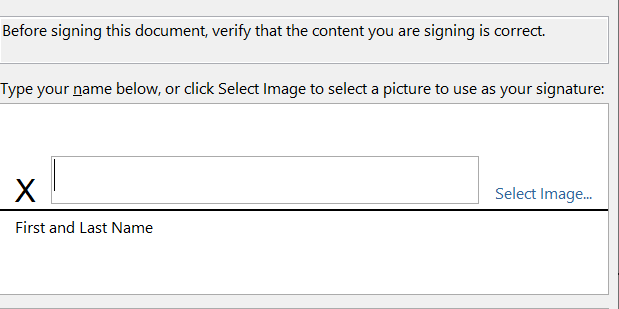 Before signing this document, verify that the content you are signing is correct.
Type your name below, or click Select Image to select a picture to use as your signature:
X
Select Image...
First and Last Name